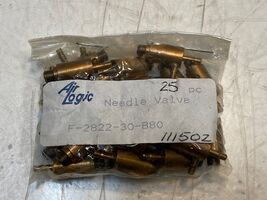 Air
Logic
25 pc
Needle Valve
F-2822-30-B80
111502